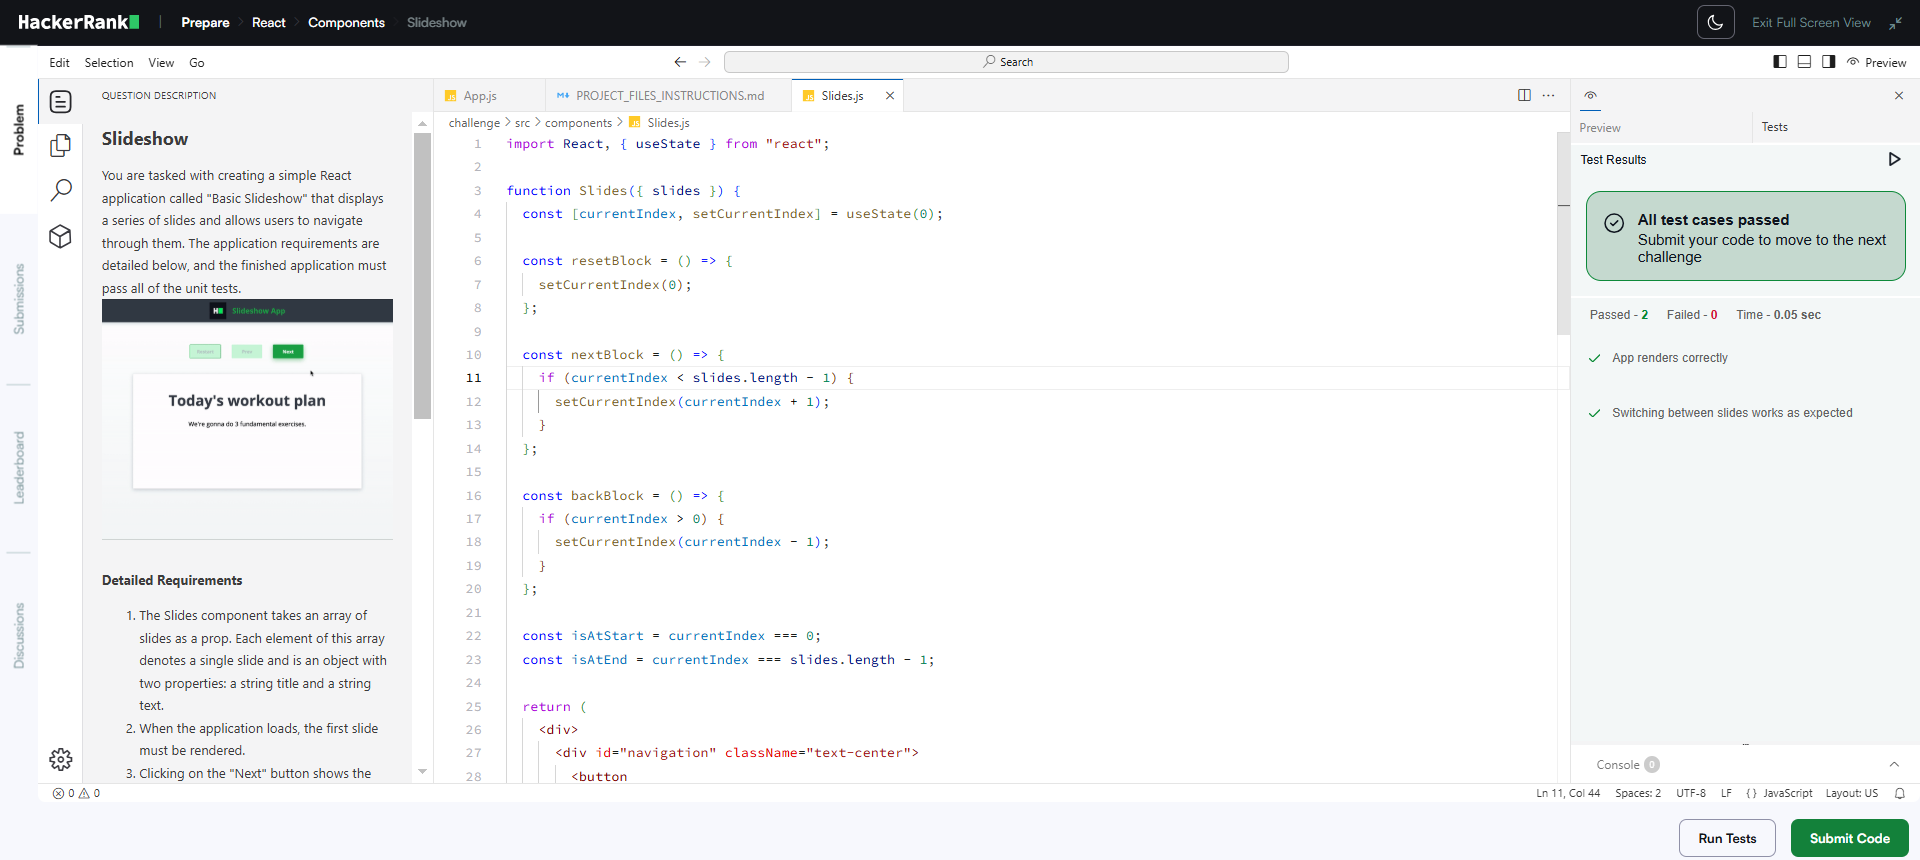 HackerRank
Prepare
React
Components
Slideshow
Exit Full Screen View
Edit Selection View Go
Search
Preview
Problem
Submissions
Leaderboard
Discussions
QUESTION DESCRIPTION
Slideshow
You are tasked with creating a simple React
application called "Basic Slideshow" that displays
a series of slides and allows users to navigate
through them. The application requirements are
detailed below, and the finished application must
pass all of the unit tests.
Slideshow App
Restart Prev Next
Today's workout plan
We're gonna do 3 fundamental exercises.
Detailed Requirements
1. The Slides component takes an array of
slides as a prop. Each element of this array
denotes a single slide and is an object with
two properties: a string title and a string
text.
2. When the application loads, the first slide
must be rendered.
3. Clicking on the "Next" button shows the
App.js
PROJECT_FILES_INSTRUCTIONS.md
Slides.js
challenge > src > components > Slides.js
1 import React, { useState } from "react";
2
3 function Slides({ slides }) {
4 const [currentIndex, setCurrentIndex] = useState(0);
5
6 const resetBlock = () => {
7 setCurrentIndex(0);
8 };
9
10 const nextBlock = () => {
11 if (currentIndex < slides.length - 1) {
12 setCurrentIndex(currentIndex + 1);
13 }
14 };
15
16 const backBlock = () => {
17 if (currentIndex > 0) {
18 setCurrentIndex(currentIndex - 1);
19 }
20 };
21
22 const isAtStart = currentIndex === 0;
23 const isAtEnd = currentIndex === slides.length - 1;
24
25 return (
26 <div>
27 <div id="navigation" className="text-center">
28 <button
Preview
Tests
Test Results
All test cases passed
Submit your code to move to the next
challenge
Passed - 2 Failed - 0 Time - 0.05 sec
App renders correctly
Switching between slides works as expected
Console 0
0 0
Ln 11, Col 44 Spaces: 2 UTF-8 LF {} JavaScript Layout: US
Run Tests
Submit Code